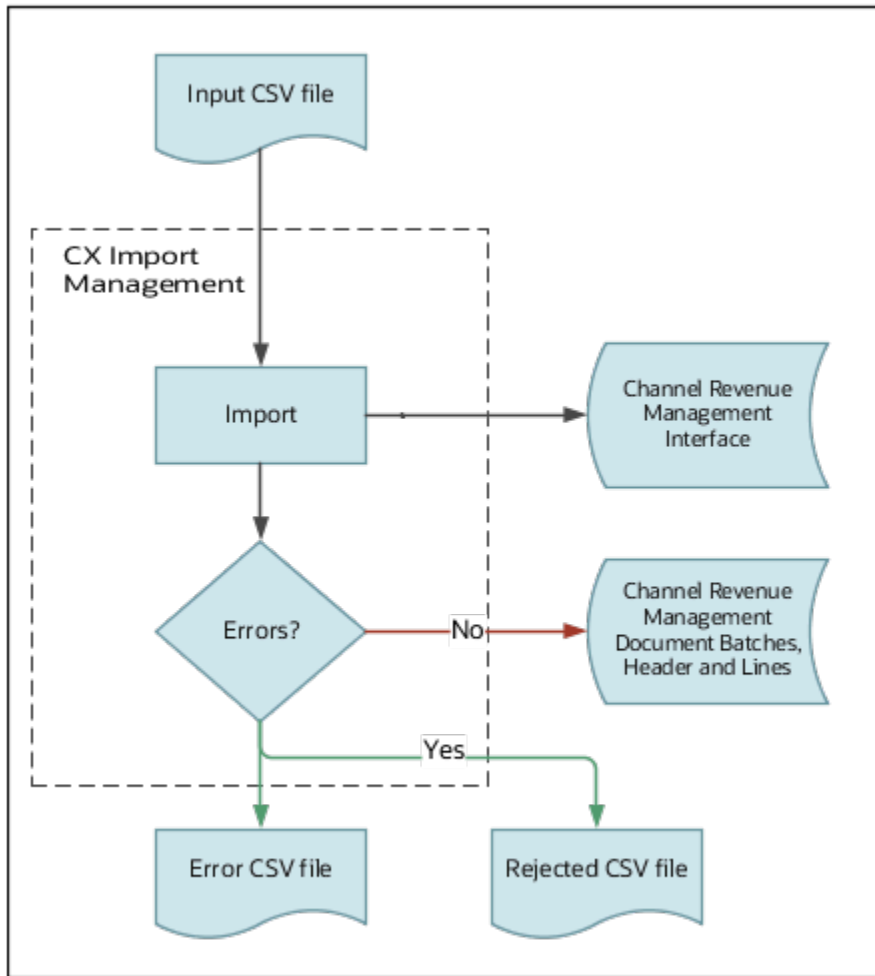 Input CSV file
CX Import
Management
Import
Channel Revenue
Management
Interface
Errors?
No
Channel Revenue
Management
Document Batches,
Header and Lines
Yes
Error CSV file
Rejected CSV file